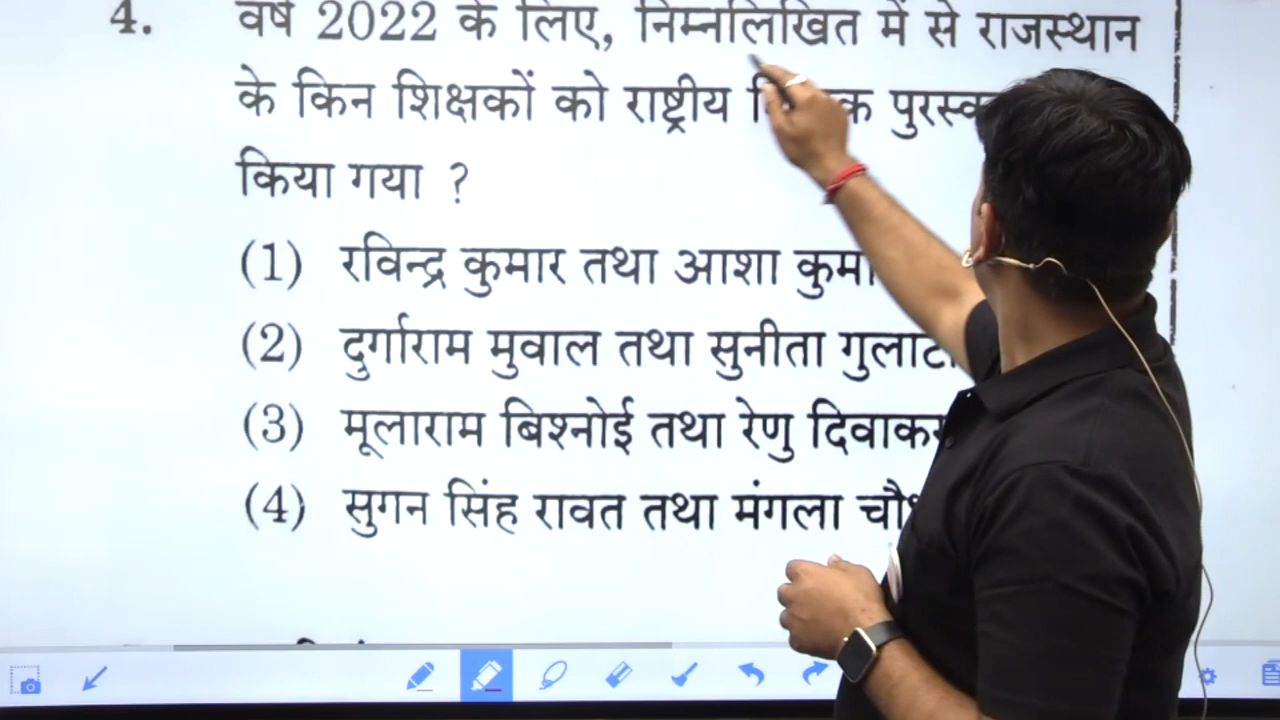 4. वर्ष 2022 के लिए, निम्नलिखित में से राजस्थान
के किन शिक्षकों को राष्ट्रीय
किया गया ?
(1) रविन्द्र कुमार तथा आशा
(2) दुर्गाराम मुवाल तथा सुनीता
(3) मूलाराम बिश्नोई तथा रेणु
(4) सुगन सिंह रावत तथा मंगला